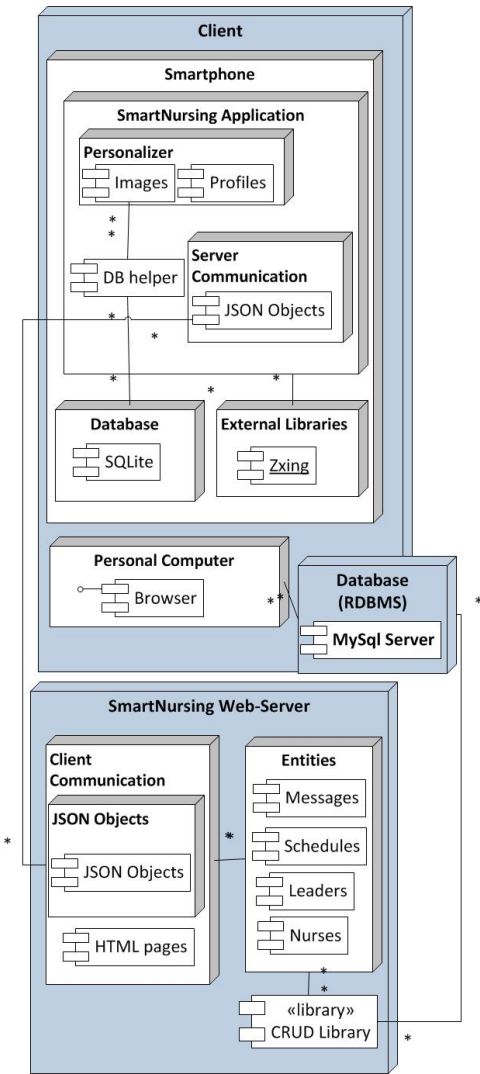 Client
Smartphone
SmartNursing Application
Personalizer
Images
Profiles
*
*
DB helper
Server
Communication
JSON Objects
*
*
*
*
*
Database
SQLite
External Libraries
Zxing
Personal Computer
Browser
* *
Database
(RDBMS)
MySql Server
*
SmartNursing Web-Server
Client
Communication
JSON Objects
JSON Objects
HTML pages
*
**
Entities
Messages
Schedules
Leaders
Nurses
*
*
«library»
CRUD Library
*